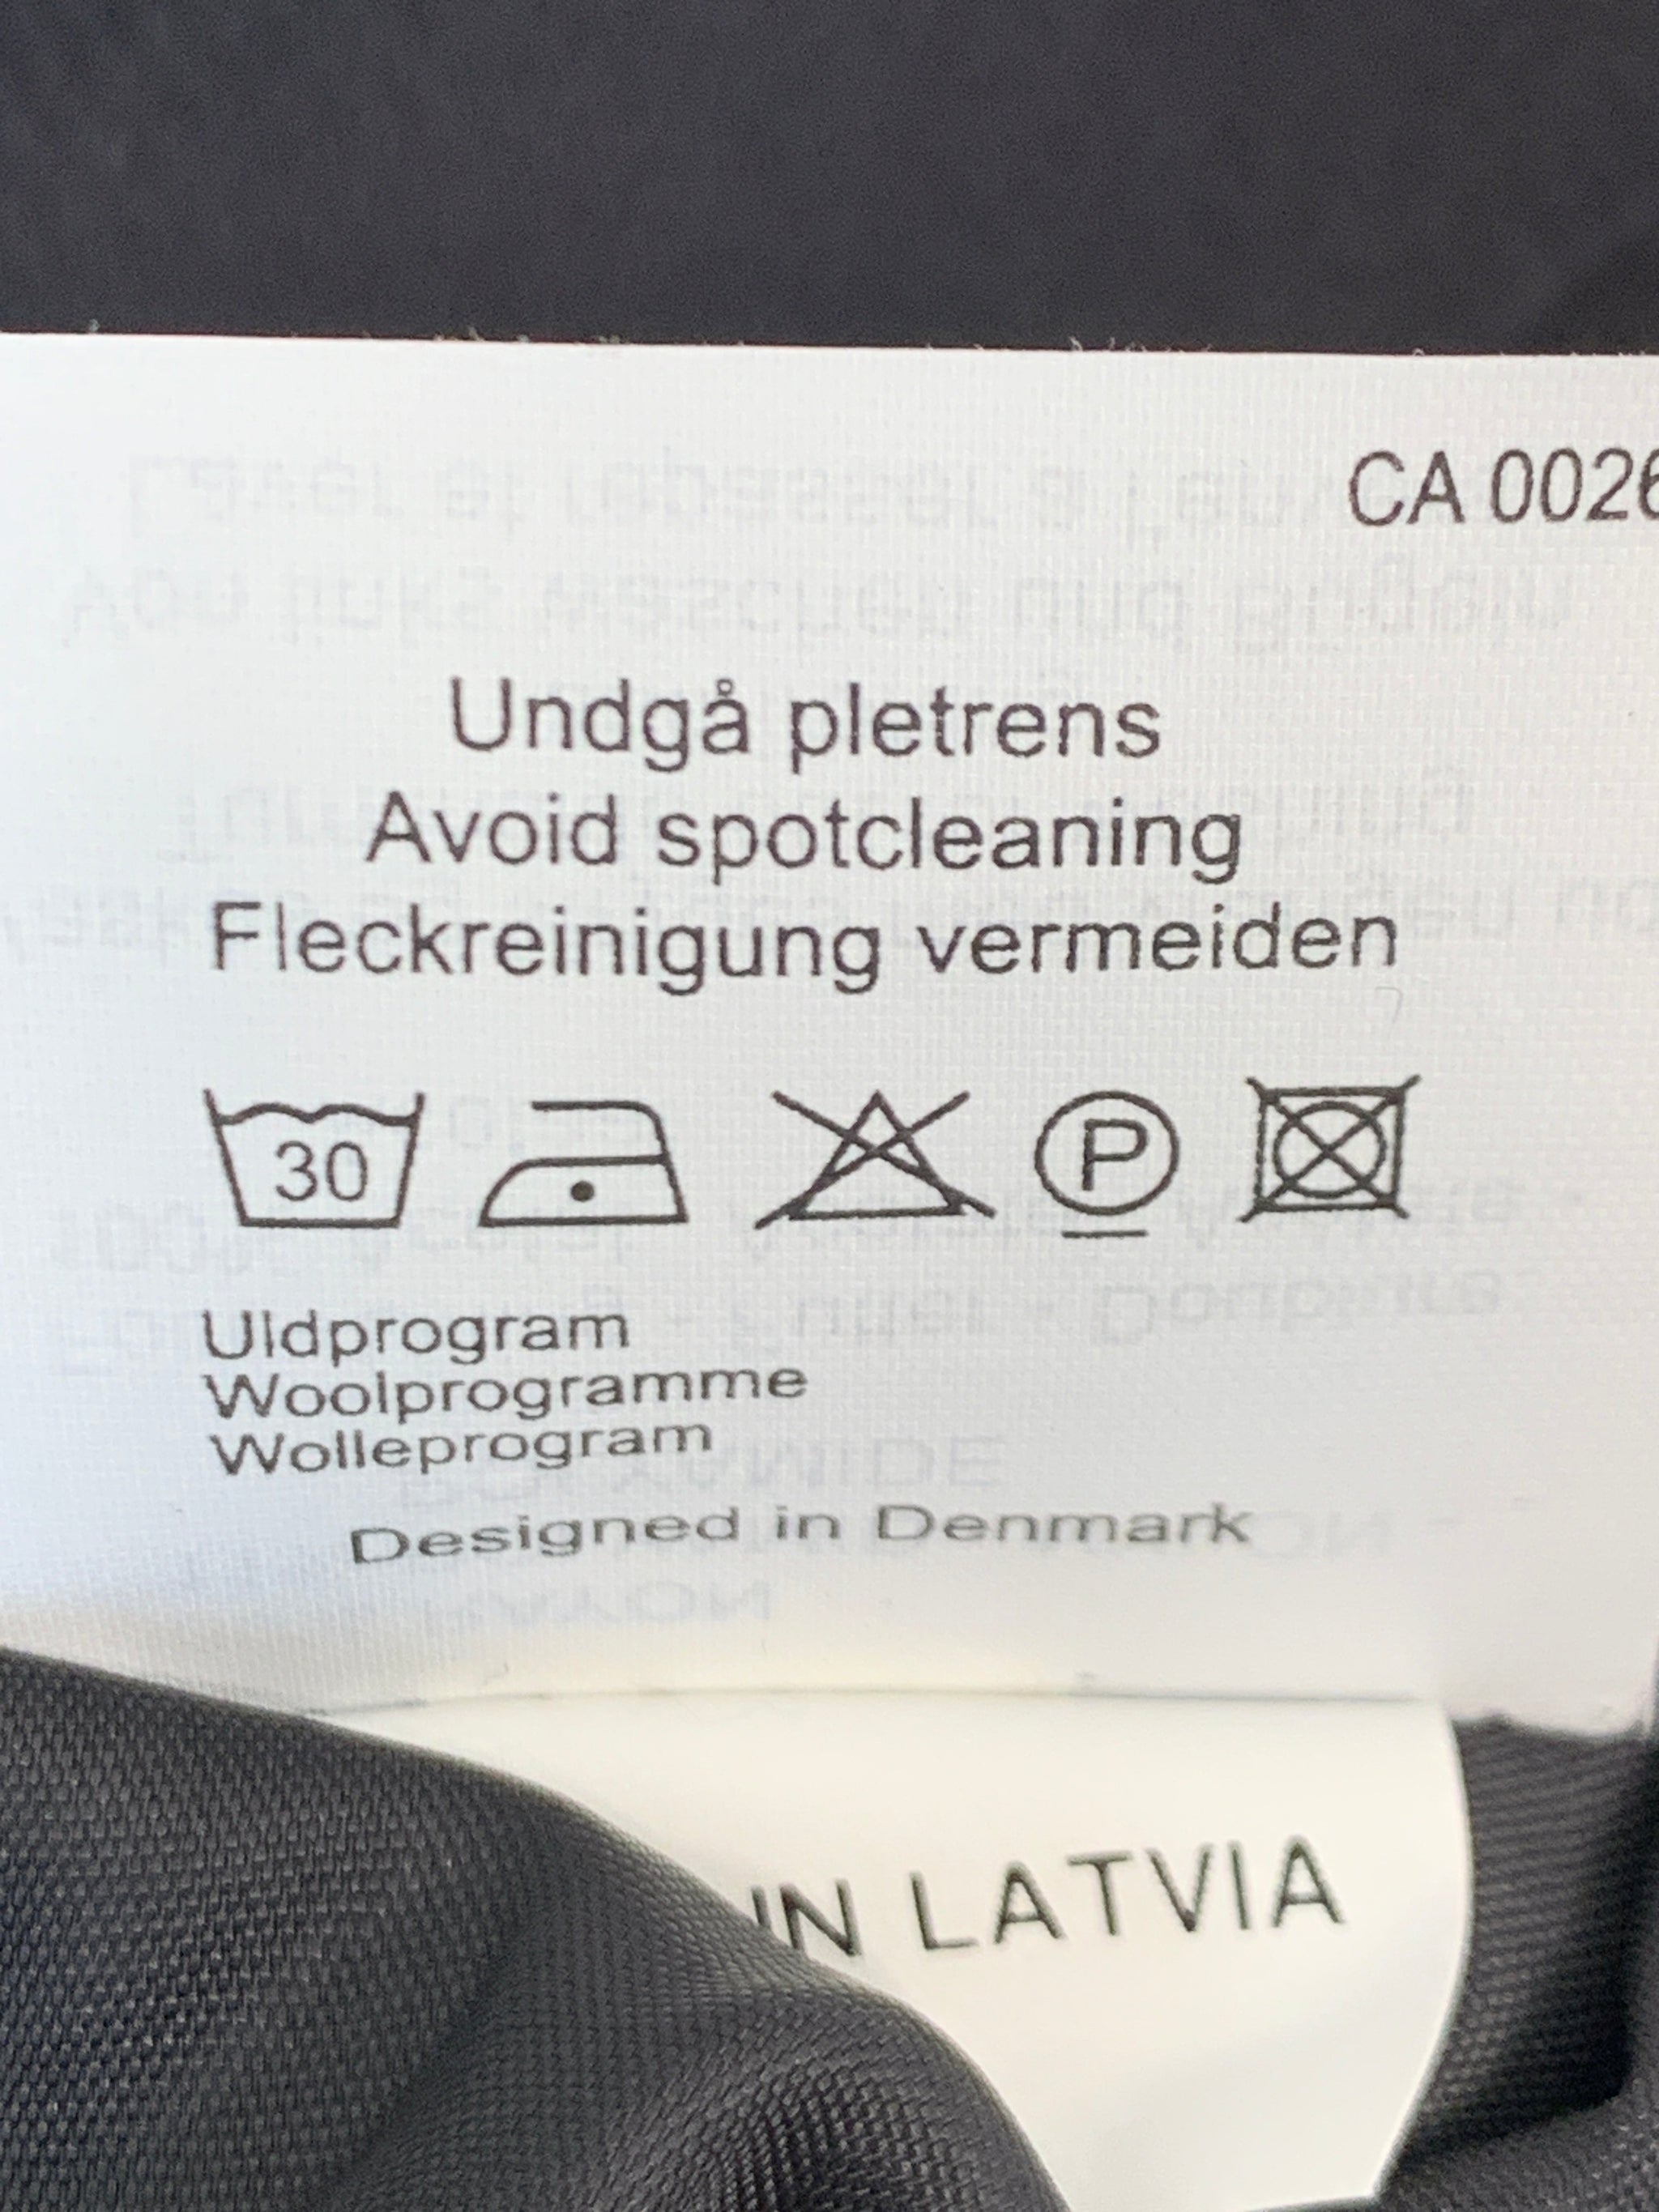 CA 0026
Undgå pletrens
Avoid spotcleaning
Fleckreinigung vermeiden
30
P
Uldprogram
Woolprogramme
Wolleprogram
Designed in Denmark
IN LATVIA